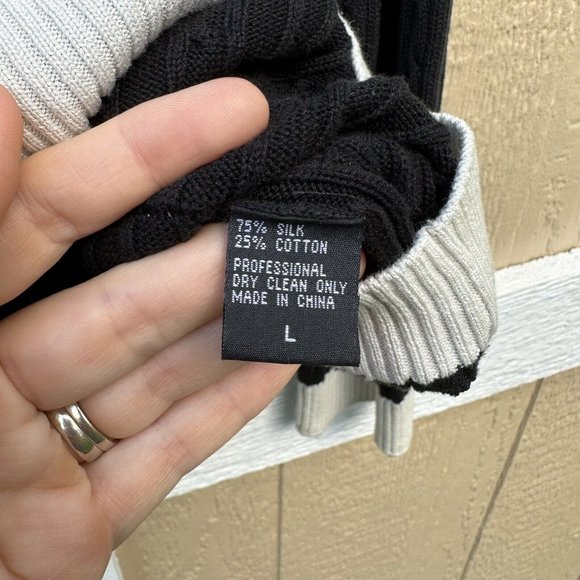 75% SILK
25% COTTON
PROFESSIONAL
DRY CLEAN ONLY
MADE IN CHINA
L